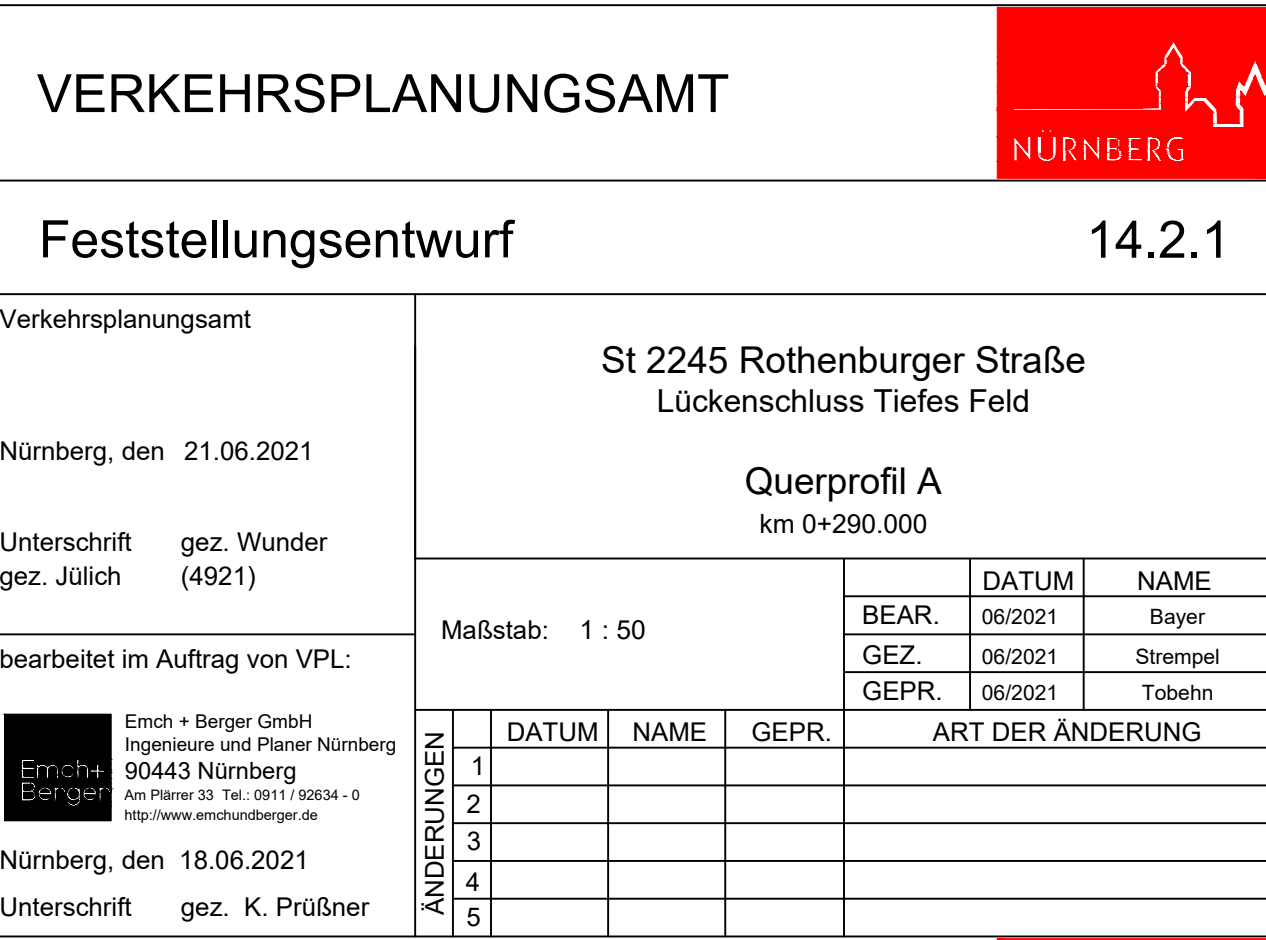 VERKEHRSPLANUNGSAMT
NÜRNBERG
Feststellungsentwurf 14.2.1
Verkehrsplanungsamt
Nürnberg, den 21.06.2021
Unterschrift gez. Wunder
gez. Jülich (4921)
St 2245 Rothenburger Straße
Lückenschluss Tiefes Feld
Querprofil A
km 0+290.000
Maßstab: 1 : 50
DATUM NAME
BEAR. 06/2021 Bayer
GEZ. 06/2021 Strempel
GEPR. 06/2021 Tobehn
bearbeitet im Auftrag von VPL:
Emch+
Berger
Emch + Berger GmbH
Ingenieure und Planer Nürnberg
90443 Nürnberg
Am Plärrer 33 Tel.: 0911 / 92634 - 0
http://www.emchundberger.de
Nürnberg, den 18.06.2021
Unterschrift gez. K. Prüßner
ÄNDERUNGEN
DATUM NAME GEPR. ART DER ÄNDERUNG
1
2
3
4
5